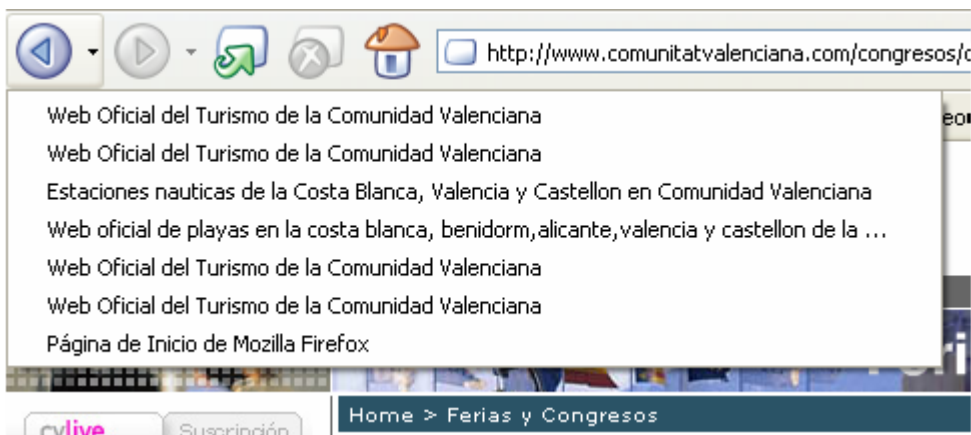 http://www.comunitatvalenciana.com/congresos/
Web Oficial del Turismo de la Comunidad Valenciana
Web Oficial del Turismo de la Comunidad Valenciana
Estaciones nauticas de la Costa Blanca, Valencia y Castellon en Comunidad Valenciana
Web oficial de playas en la costa blanca, benidorm,alicante,valencia y castellon de la ...
Web Oficial del Turismo de la Comunidad Valenciana
Web Oficial del Turismo de la Comunidad Valenciana
Página de Inicio de Mozilla Firefox
Home > Ferias y Congresos
cvlive Suscripción